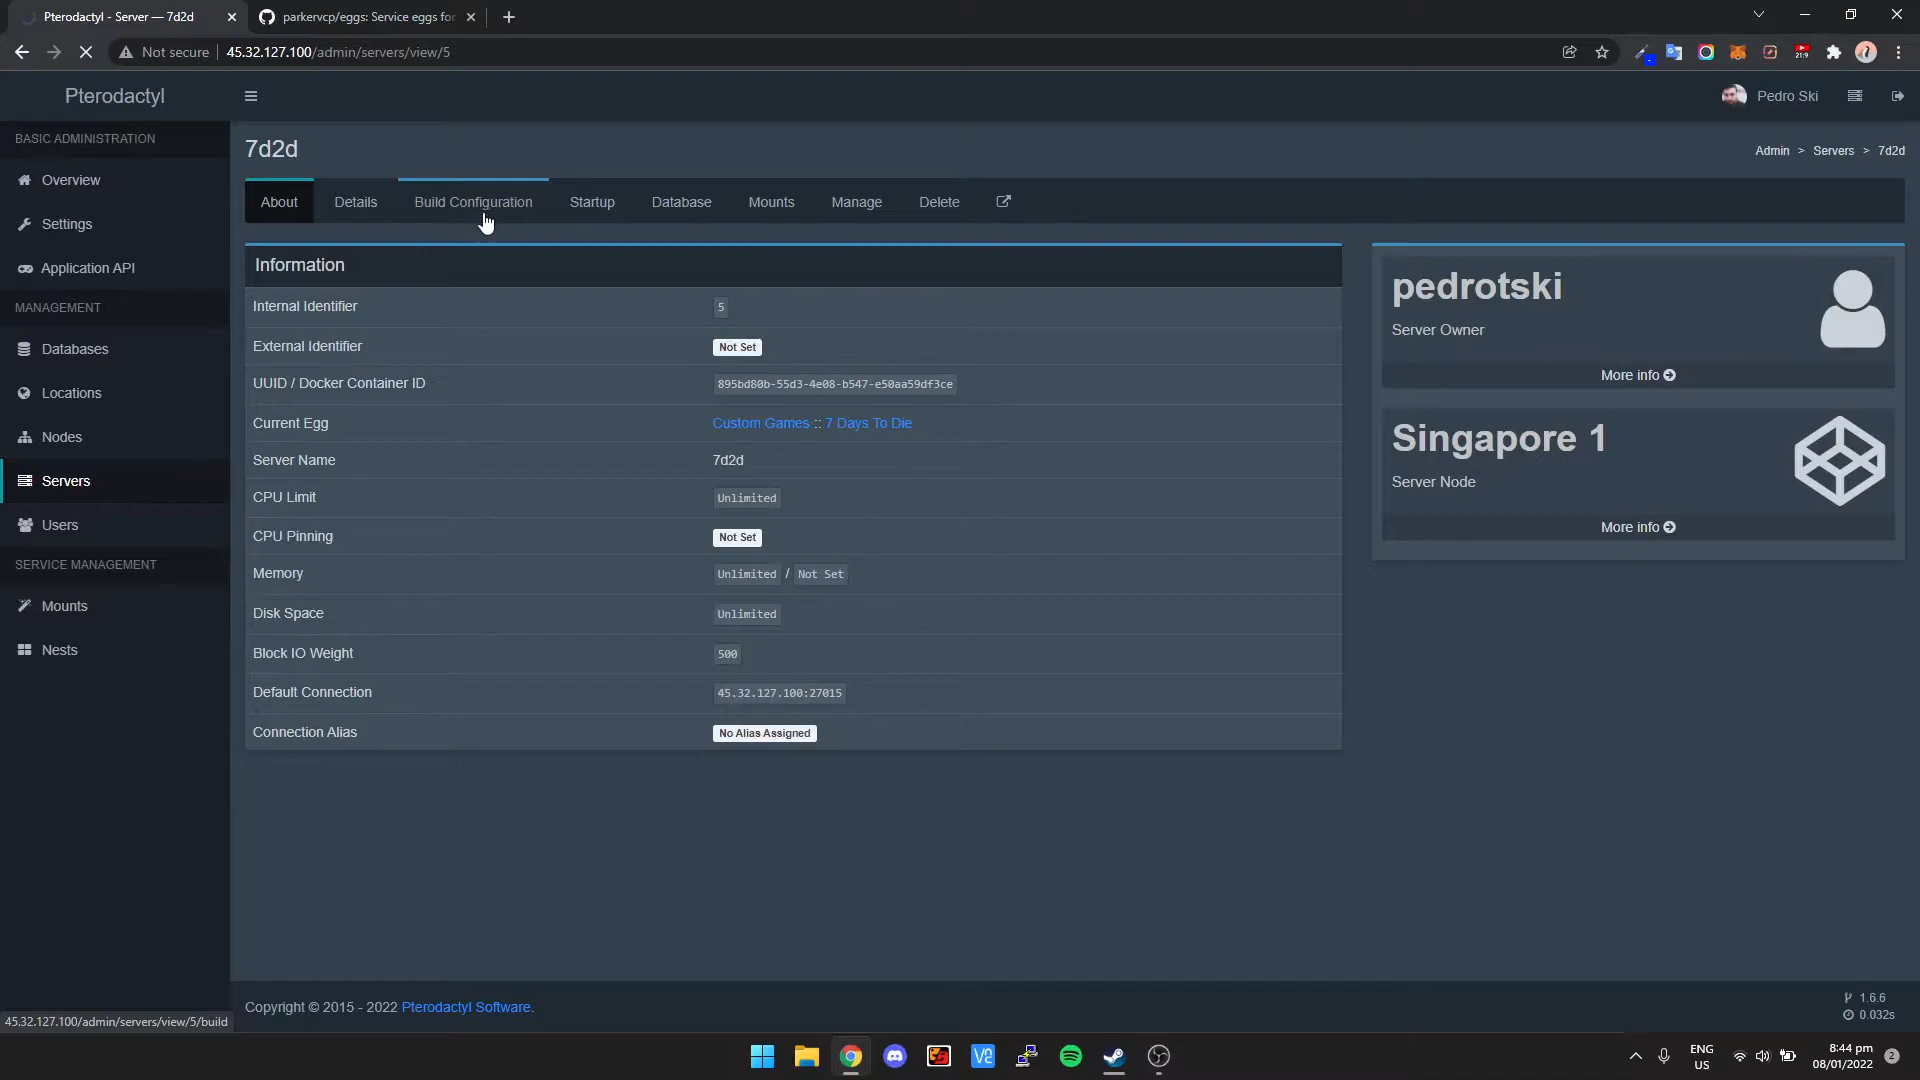 Pterodactyl - Server — 7d2d
parkervcp/eggs: Service eggs for
Not secure
45.32.127.100/admin/servers/view/5
21:9
Pterodactyl
Pedro Ski
BASIC ADMINISTRATION
Overview
Settings
Application API
MANAGEMENT
Databases
Locations
Nodes
Servers
Users
SERVICE MANAGEMENT
Mounts
Nests
7d2d
Admin > Servers > 7d2d
About
Details
Build Configuration
Startup
Database
Mounts
Manage
Delete
Information
Internal Identifier 5
External Identifier Not Set
UUID / Docker Container ID 895bd80b-55d3-4e08-b547-e50aa59df3ce
Current Egg Custom Games :: 7 Days To Die
Server Name 7d2d
CPU Limit Unlimited
CPU Pinning Not Set
Memory Unlimited / Not Set
Disk Space Unlimited
Block IO Weight 500
Default Connection 45.32.127.100:27015
Connection Alias No Alias Assigned
pedrotski
Server Owner
More info
Singapore 1
Server Node
More info
Copyright © 2015 - 2022 Pterodactyl Software.
1.6.6
0.032s
45.32.127.100/admin/servers/view/5/build
ENG
US
8:44 pm
08/01/2022
2